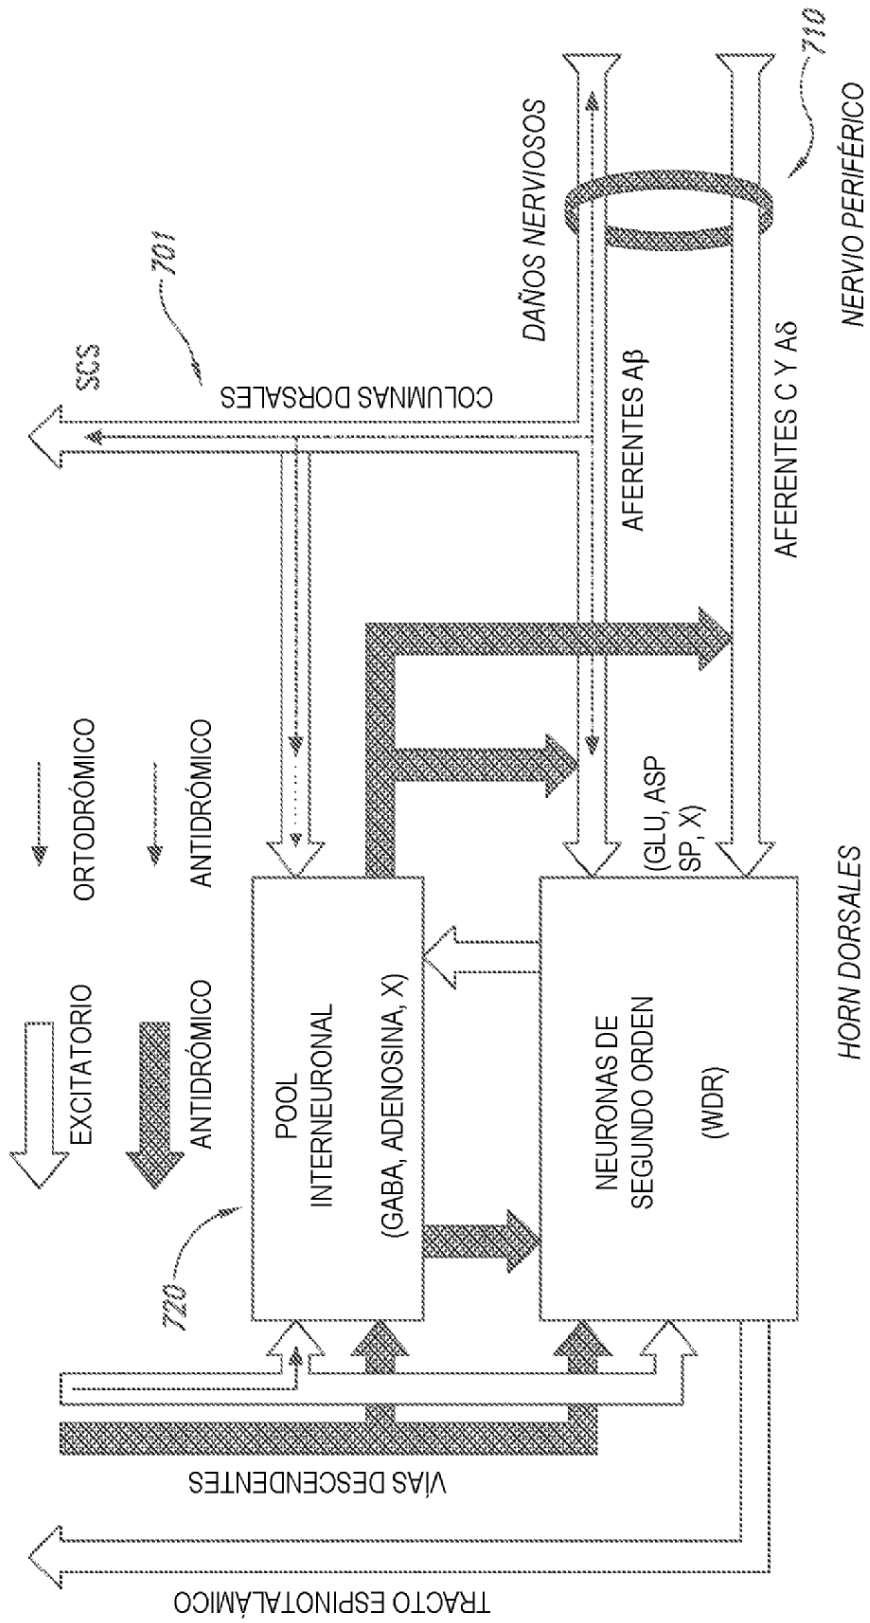 EXCITATORIO
ORTODRÓMICO
ANTIDRÓMICO
ANTIDRÓMICO
SCS
701
COLUMNAS DORSALES
720
POOL
INTERNEURONAL
(GABA, ADENOSINA, X)
NEURONAS DE
SEGUNDO ORDEN
(WDR)
(GLU, ASP
SP, X)
AFERENTES Aβ
AFERENTES C Y Aδ
DAÑOS NERVIOSOS
NERVIO PERIFÉRICO
710
HORN DORSALES
VÍAS DESCENDENTES
TRACTO ESPINOTALÁMICO